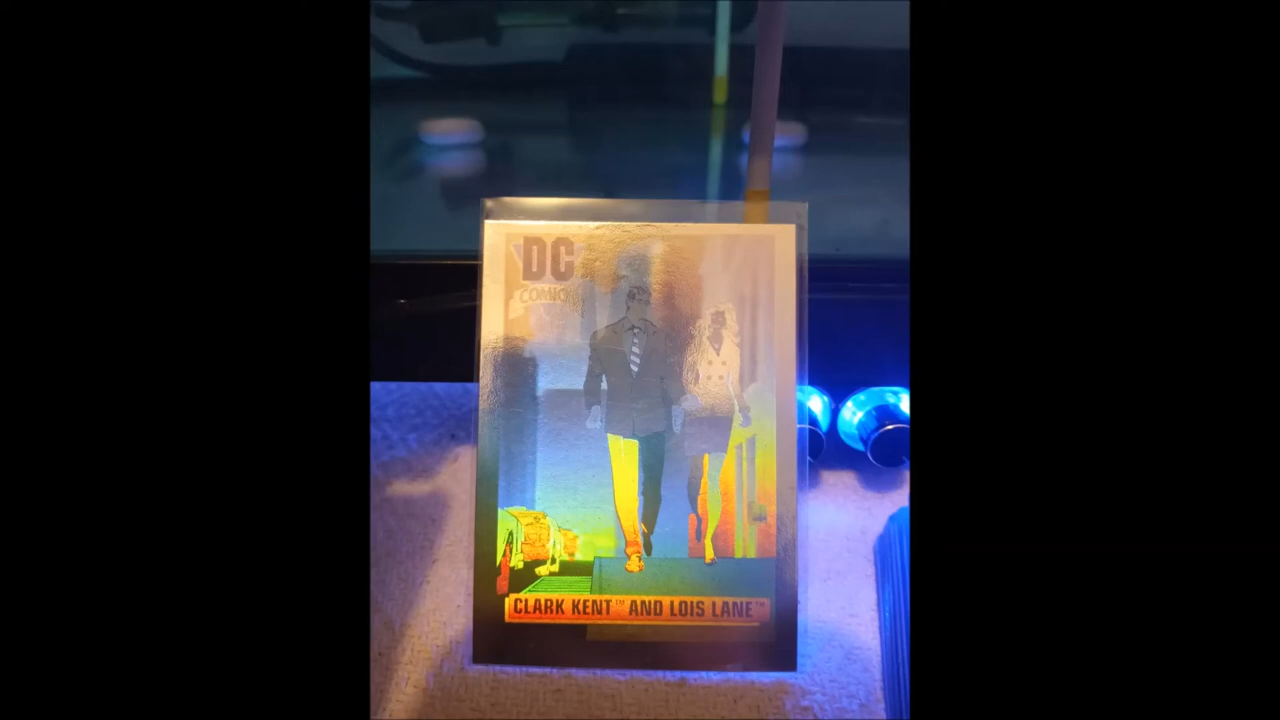 DC
COMICS
CLARK KENT™ AND LOIS LANE™